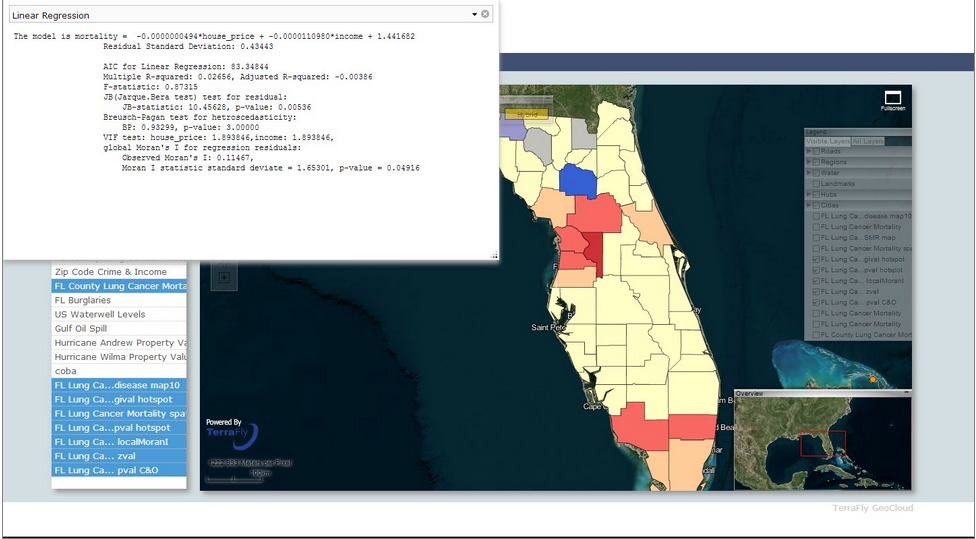 Linear Regression
The model is mortality =  -0.0000000494*house_price + -0.0000110980*income + 1.441682
Residual Standard Deviation: 0.43443
AIC for Linear Regression: 83.34844
Multiple R-squared: 0.02656, Adjusted R-squared: -0.00386
F-statistic: 0.87315
JB(Jarque.Bera test) test for residual:
JB-statistic: 10.45628, p-value: 0.00536
Breusch-Pagan test for hetroscedasticity:
BP: 0.93299, p-value: 3.00000
VIF test: house_price: 1.893846,income: 1.893846,
global Moran's I for regression residuals:
Observed Moran's I: 0.11467,
Moran I statistic standard deviate = 1.65301, p-value = 0.04916
Hybrid
Fullscreen
Legend
Visible Layers All Layers
Roads
Regions
Water
Landmarks
Hubs
Cities
FL Lung Ca...disease map10
FL Lung Cancer Mortality
FL Lung Ca...SMR map
FL Lung Cancer Mortality spa
FL Lung Ca...gival hotspot
FL Lung Ca...pval hotspot
FL Lung Ca... localMoranI
FL Lung Ca... zval
FL Lung Ca... pval C&O
FL Lung Cancer Mortality
FL Lung Cancer Mortality
FL County Lung Cancer Mort
Zip Code Crime & Income
FL County Lung Cancer Morta
FL Burglaries
US Waterwell Levels
Gulf Oil Spill
Hurricane Andrew Property Va
Hurricane Wilma Property Valu
coba
FL Lung Ca...disease map10
FL Lung Ca...gival hotspot
FL Lung Cancer Mortality spa
FL Lung Ca...pval hotspot
FL Lung Ca... localMoranI
FL Lung Ca... zval
FL Lung Ca... pval C&O
Saint Pete
Cape
Powered By
TerraFly
1222.993 Meters per Pixel
100km
Overview
TerraFly GeoCloud